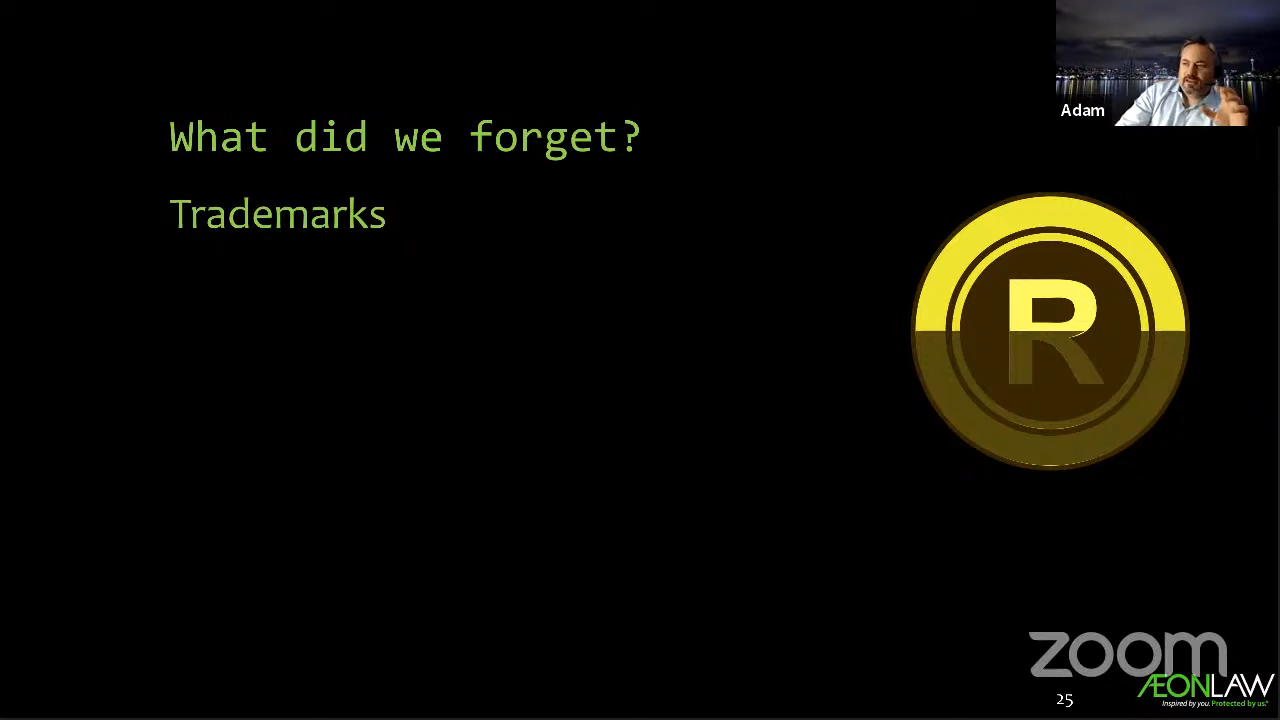 Adam
What did we forget?
Trademarks
R
zoom
25
ÆONLAW
Inspired by you. Protected by us.®